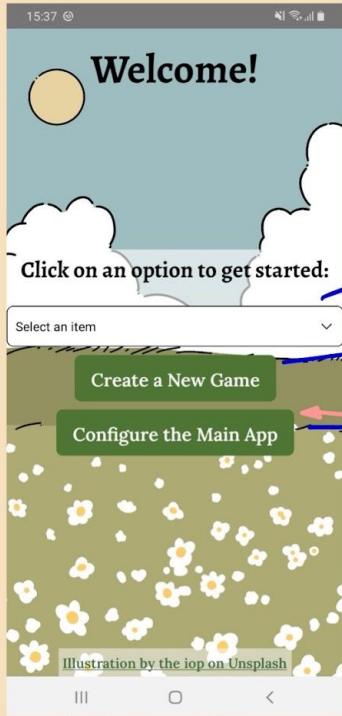 15:37
Welcome!
Click on an option to get started:
Select an item
Create a New Game
Configure the Main App
Illustration by the iop on Unsplash